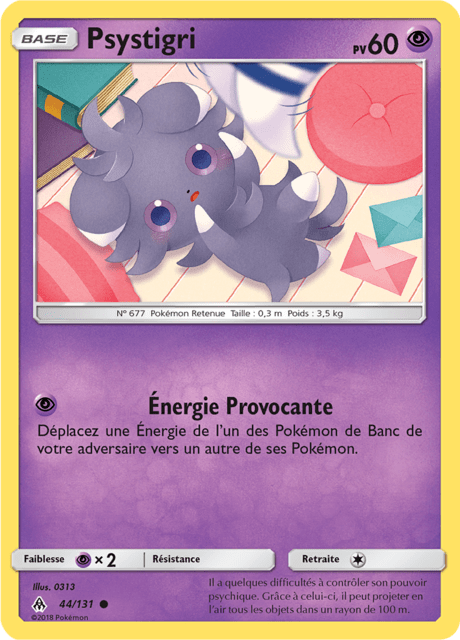 BASE Psystigri PV60
N° 677 Pokémon Retenue Taille : 0,3 m Poids : 3,5 kg
Énergie Provocante
Déplacez une Énergie de l'un des Pokémon de Banc de
votre adversaire vers un autre de ses Pokémon.
Faiblesse ×2 Résistance Retraite
Illus. 0313
44/131
©2018 Pokémon
Il a quelques difficultés à contrôler son pouvoir
psychique. Grâce à celui-ci, il peut projeter en
l'air tous les objets dans un rayon de 100 m.